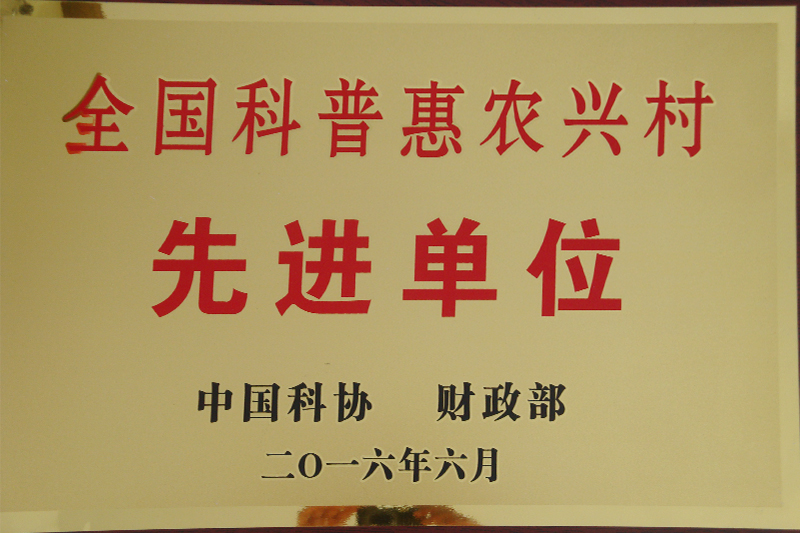 全国科普惠农兴村
先进单位
中国科协 财政部
二〇一六年六月